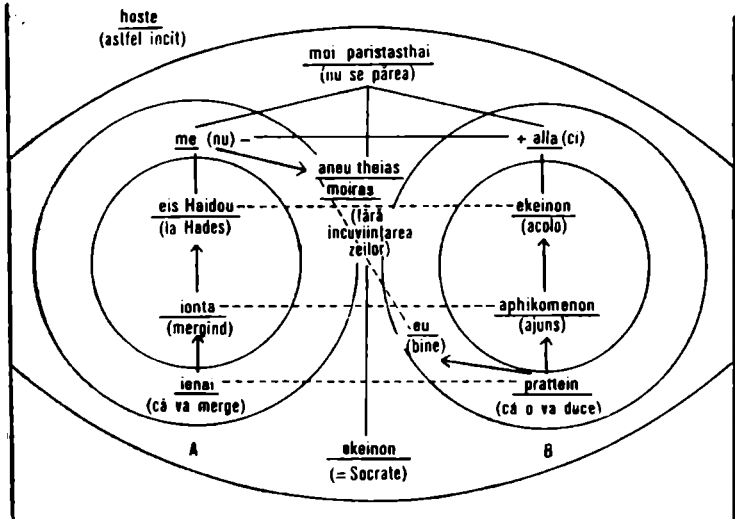 hoste
(astfel incît)
moi paristasthai
(nu se părea)
me (nu) –
+ alla (ci)
aneu theias
moiras
(fără
incuviințarea
zeilor)
eis Haidou
(la Hades)
ekeinon
(acolo)
ionta
(mergînd)
aphikomenon
(ajuns)
eu
(bine)
ienai
(că va merge)
prattein
(că o va duce)
A
ekeinon
(= Socrate)
B